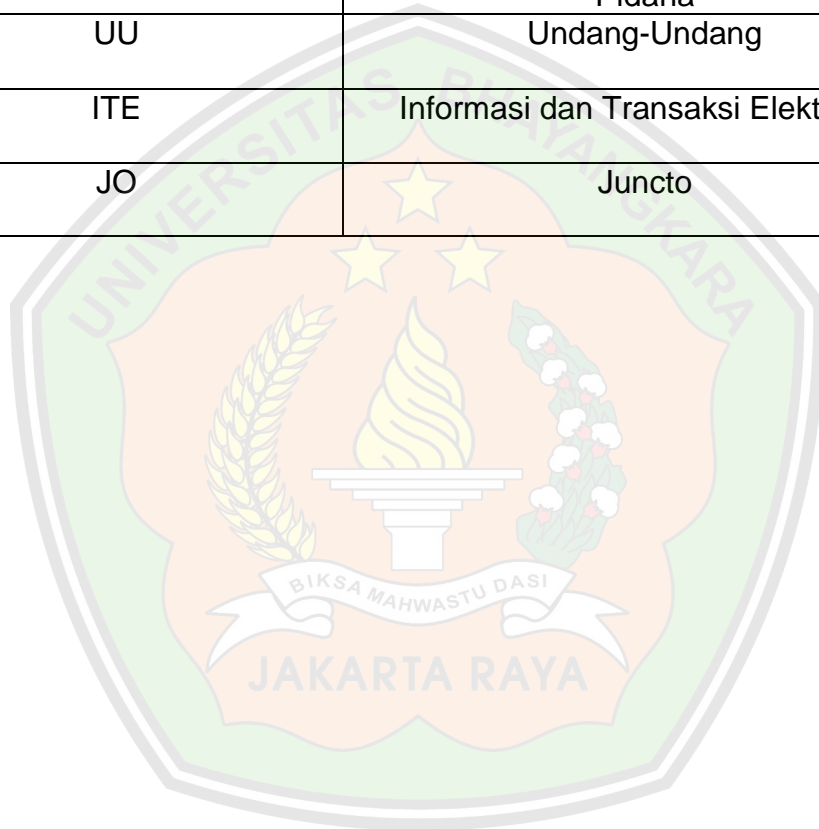 Pidana
UU Undang-Undang
ITE Informasi dan Transaksi Elekt
JO Juncto
UNIVERSITAS BHAYANGKARA
BIKSA MAHWASTU DASI
JAKARTA RAYA